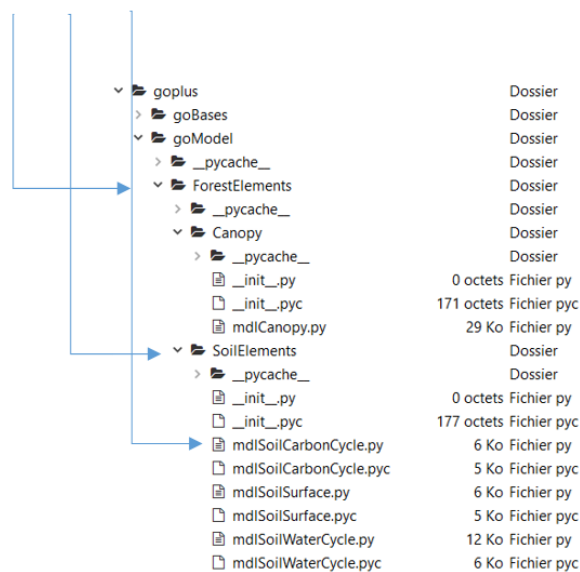 goplus Dossier
goBases Dossier
goModel Dossier
__pycache__ Dossier
ForestElements Dossier
__pycache__ Dossier
Canopy Dossier
__pycache__ Dossier
__init__.py 0 octets Fichier py
__init__.pyc 171 octets Fichier pyc
mdlCanopy.py 29 Ko Fichier py
SoilElements Dossier
__pycache__ Dossier
__init__.py 0 octets Fichier py
__init__.pyc 177 octets Fichier pyc
mdlSoilCarbonCycle.py 6 Ko Fichier py
mdlSoilCarbonCycle.pyc 5 Ko Fichier pyc
mdlSoilSurface.py 6 Ko Fichier py
mdlSoilSurface.pyc 5 Ko Fichier pyc
mdlSoilWaterCycle.py 12 Ko Fichier py
mdlSoilWaterCycle.pyc 6 Ko Fichier pyc